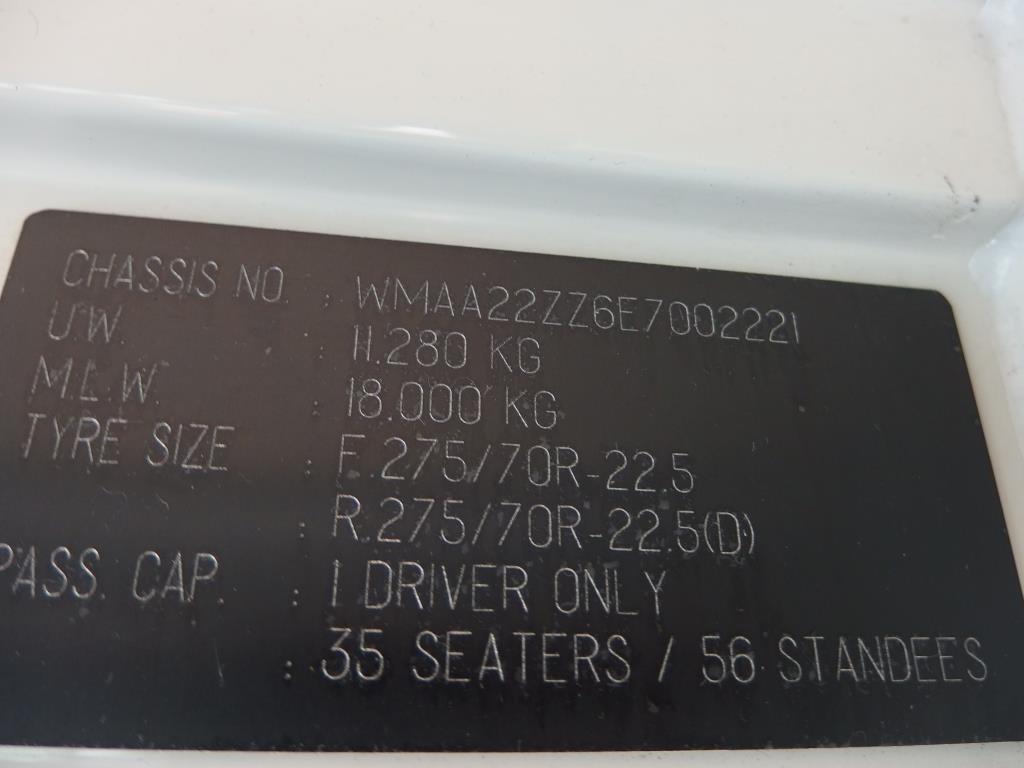 CHASSIS NO. : WMAA22ZZ6E7002221
U.W. : 11.280 KG
M.L.W. : 18.000 KG
TYRE SIZE : F.275/70R-22.5
: R.275/70R-22.5(D)
PASS. CAP. : 1 DRIVER ONLY
: 35 SEATERS / 56 STANDEES